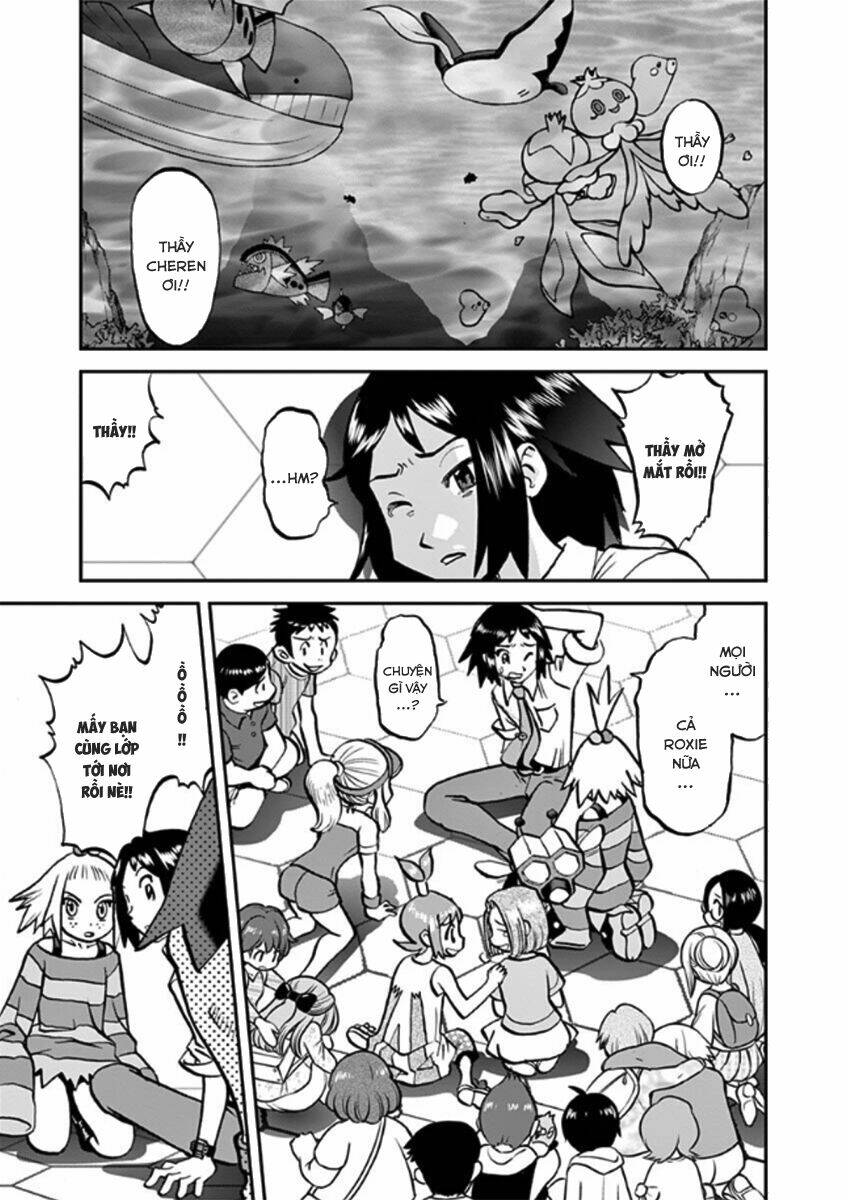 THẦY
ƠI!!
THẦY
CHEREN
ƠI!!
THẦY MỞ
MẮT RỒI!!
...HM?
THẦY!!
MỌI
NGƯỜI
...
CẢ
ROXIE
NỮA
...
CHUYỆN
GÌ VẬY
...?
Ồ Ồ Ồ !!
MẤY BẠN
CÙNG LỚP
TỚI NƠI
RỒI NÈ!!